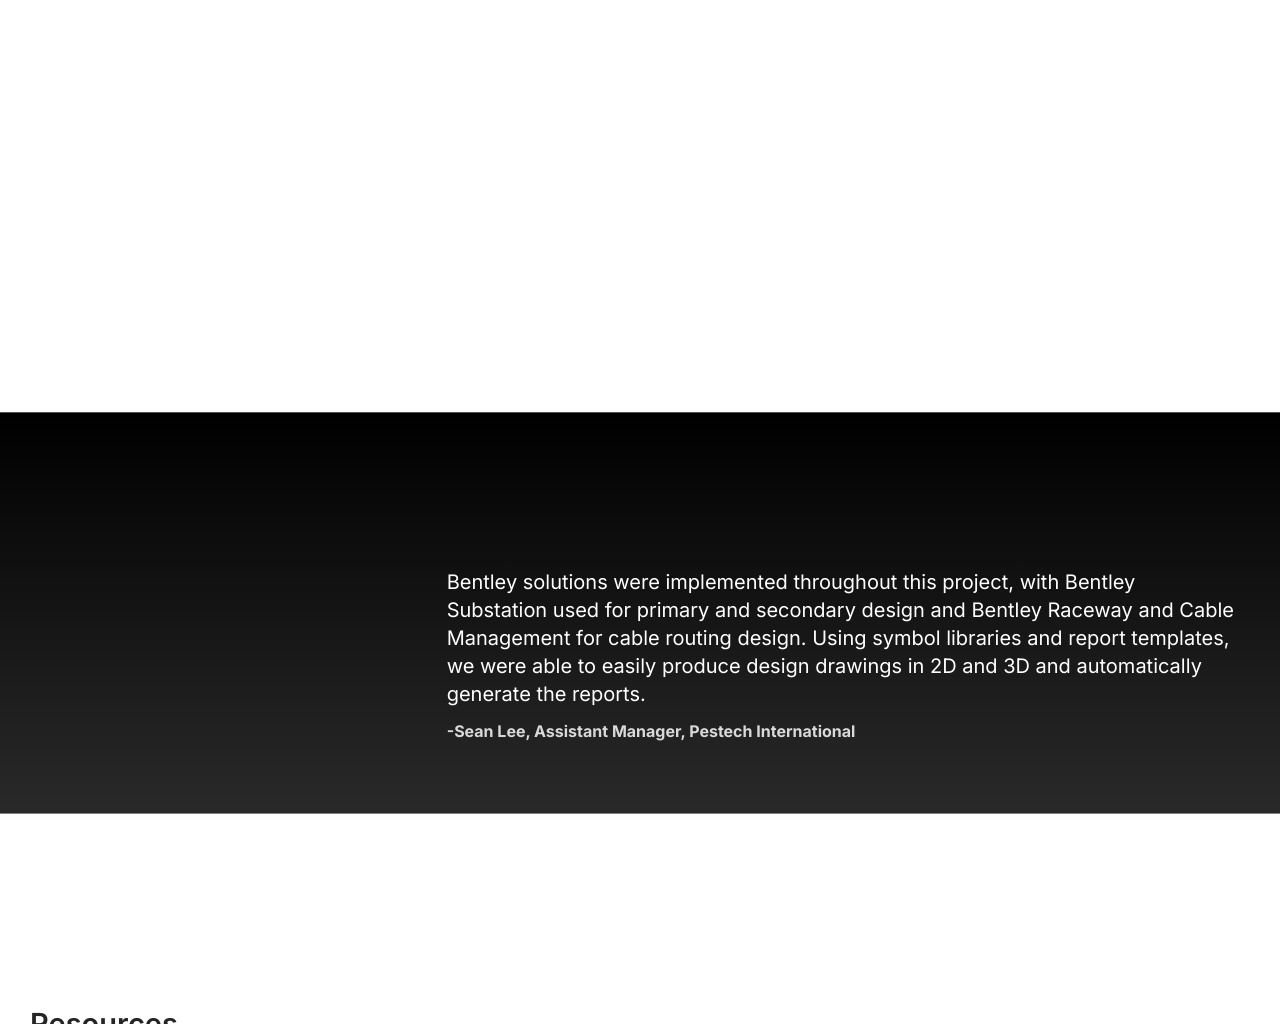 Bentley solutions were implemented throughout this project, with Bentley
Substation used for primary and secondary design and Bentley Raceway and Cable
Management for cable routing design. Using symbol libraries and report templates,
we were able to easily produce design drawings in 2D and 3D and automatically
generate the reports.
-Sean Lee, Assistant Manager, Pestech International
Resources